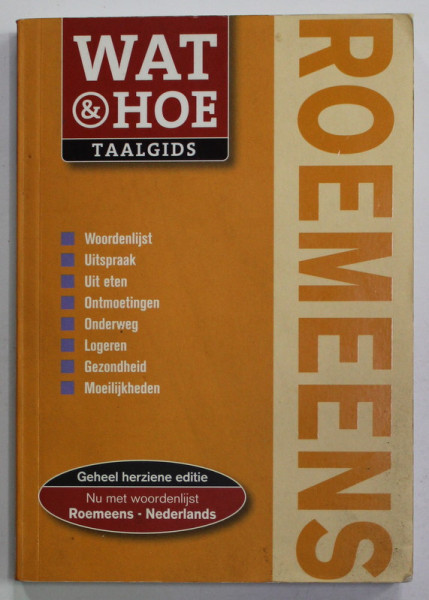 WAT
& HOE
TAALGIDS
Woordenlijst
Uitspraak
Uit eten
Ontmoetingen
Onderweg
Logeren
Gezondheid
Moeilijkheden
Geheel herziene editie
Nu met woordenlijst
Roemeens - Nederlands
ROEMEENS